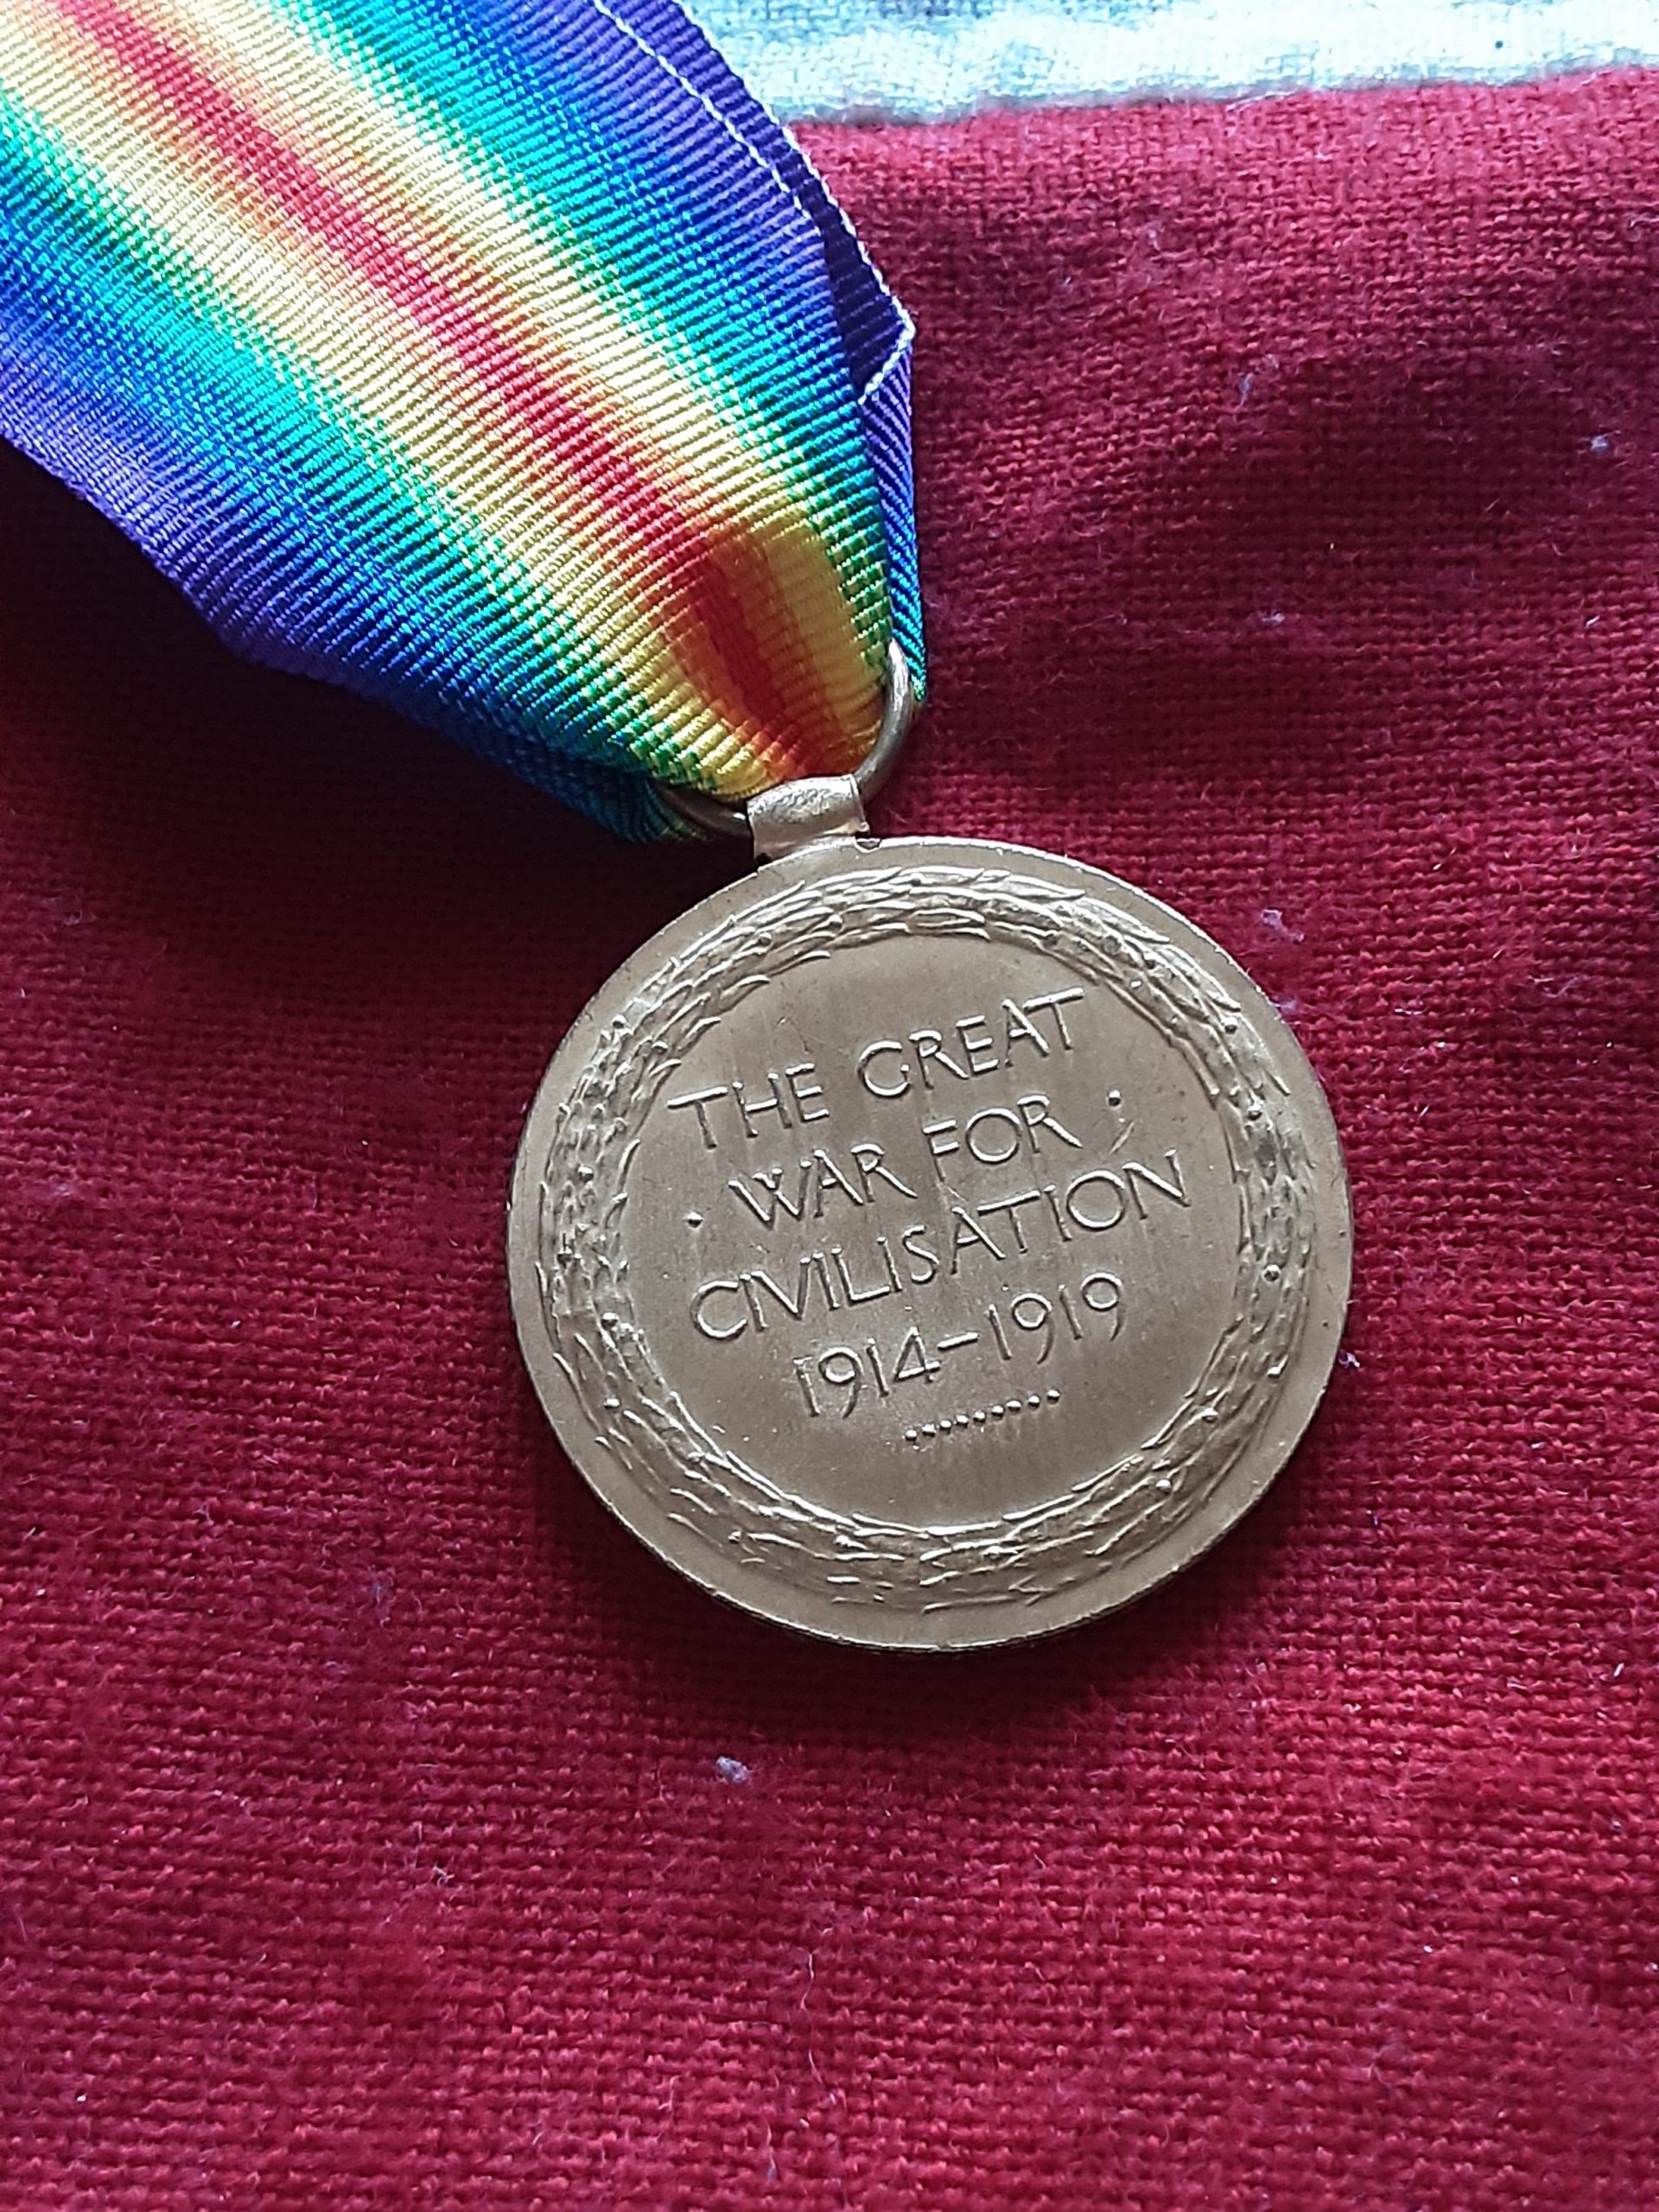 THE GREAT
· WAR FOR :
CIVILISATION
1914-1919